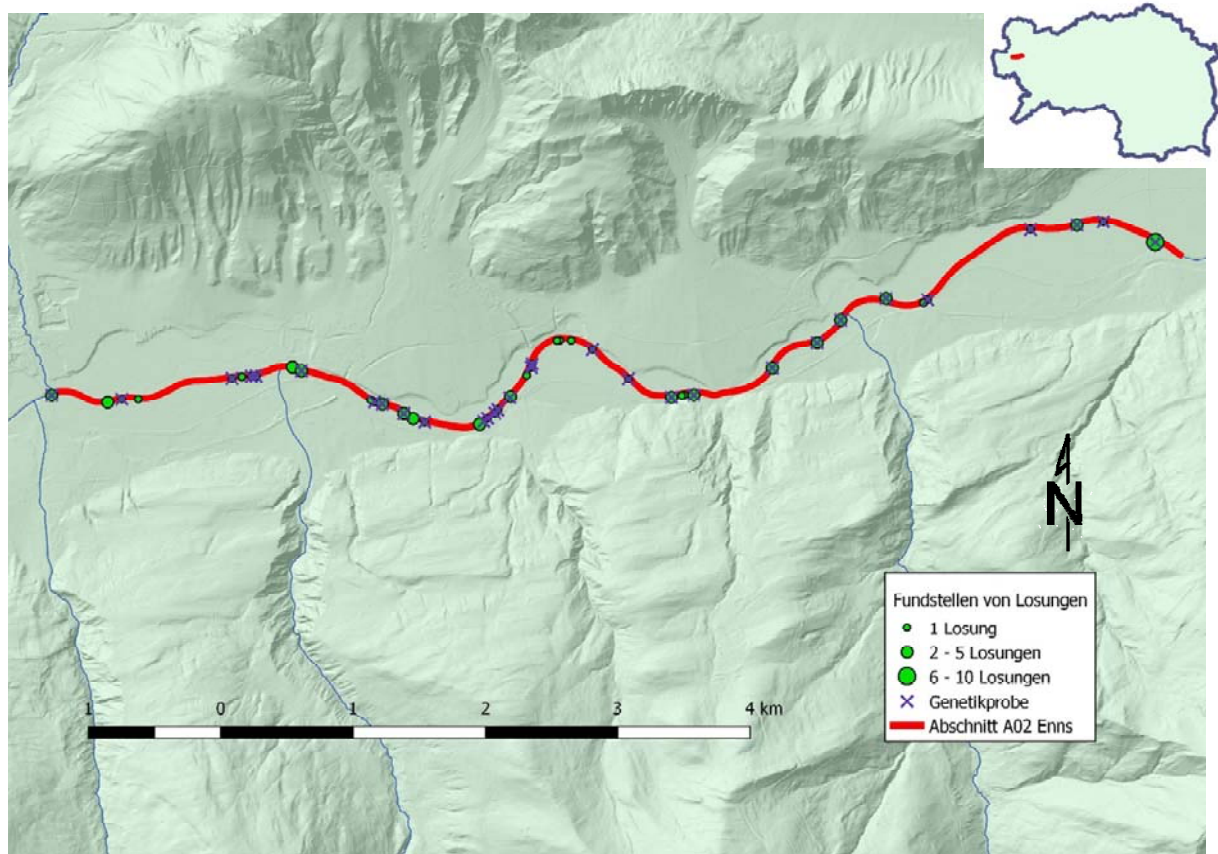 N
Fundstellen von Losungen
1 Losung
2 - 5 Losungen
6 - 10 Losungen
Genetikprobe
Abschnitt A02 Enns
1 0 1 2 3 4 km